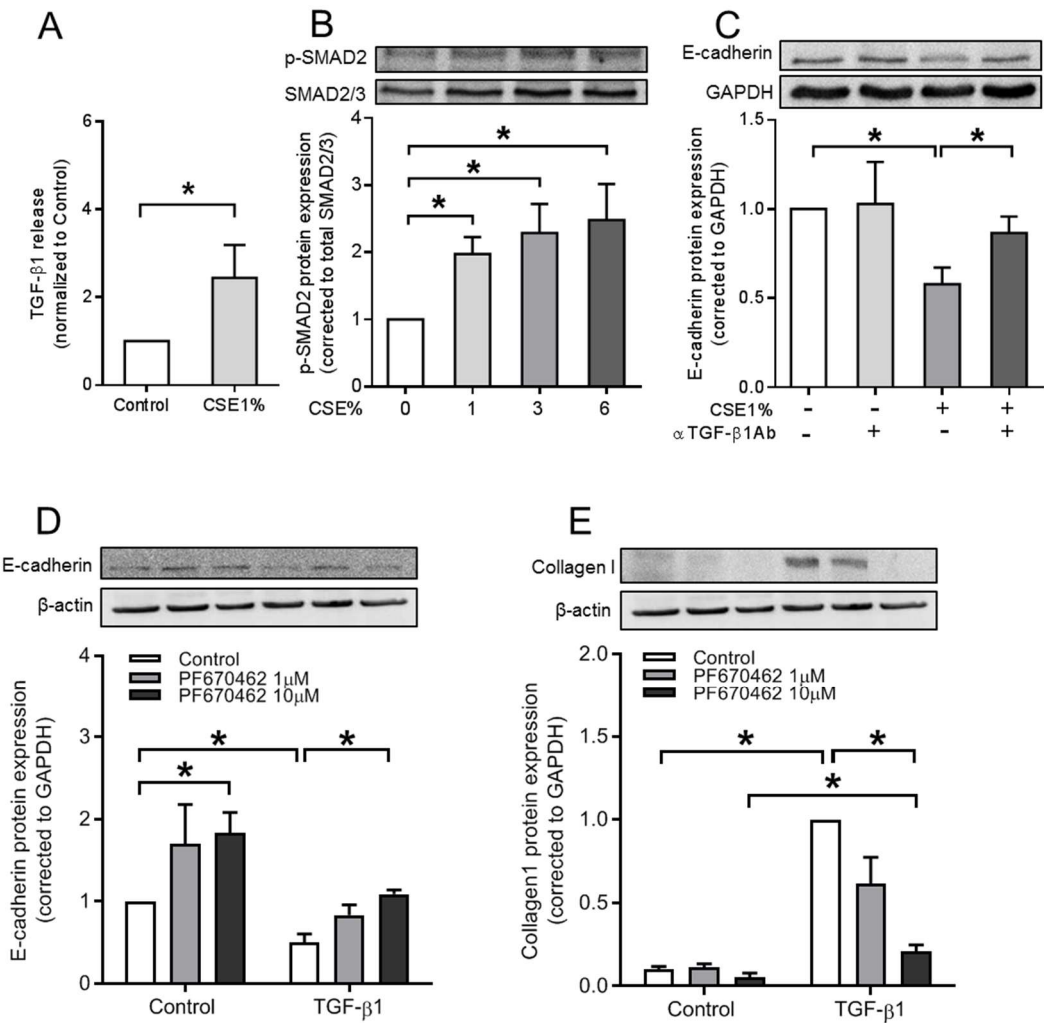 A
TGF-β1 release
(normalized to Control)
6
4
2
0
*
Control
CSE1%
B
p-SMAD2
SMAD2/3
p-SMAD2 protein expression
(corrected to total SMAD2/3)
4
3
2
1
0
*
*
*
CSE%
0
1
3
6
C
E-cadherin
GAPDH
E-cadherin protein expression
(corrected to GAPDH)
1.5
1.0
0.5
0.0
*
*
CSE1% - - + +
αTGF-β1Ab - + - +
D
E-cadherin
β-actin
E-cadherin protein expression
(corrected to GAPDH)
4
3
2
1
0
Control
PF670462 1μM
PF670462 10μM
*
*
*
Control
TGF-β1
E
Collagen I
β-actin
Collagen1 protein expression
(corrected to GAPDH)
2.0
1.5
1.0
0.5
0.0
Control
PF670462 1μM
PF670462 10μM
*
*
*
Control
TGF-β1